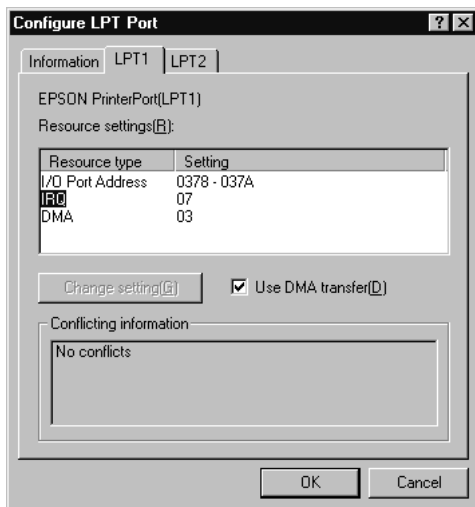 Configure LPT Port
Information LPT1 LPT2
EPSON PrinterPort(LPT1)
Resource settings(R):
Resource type Setting
I/O Port Address 0378 - 037A
IRQ 07
DMA 03
Change setting(G) Use DMA transfer(D)
Conflicting information
No conflicts
OK Cancel